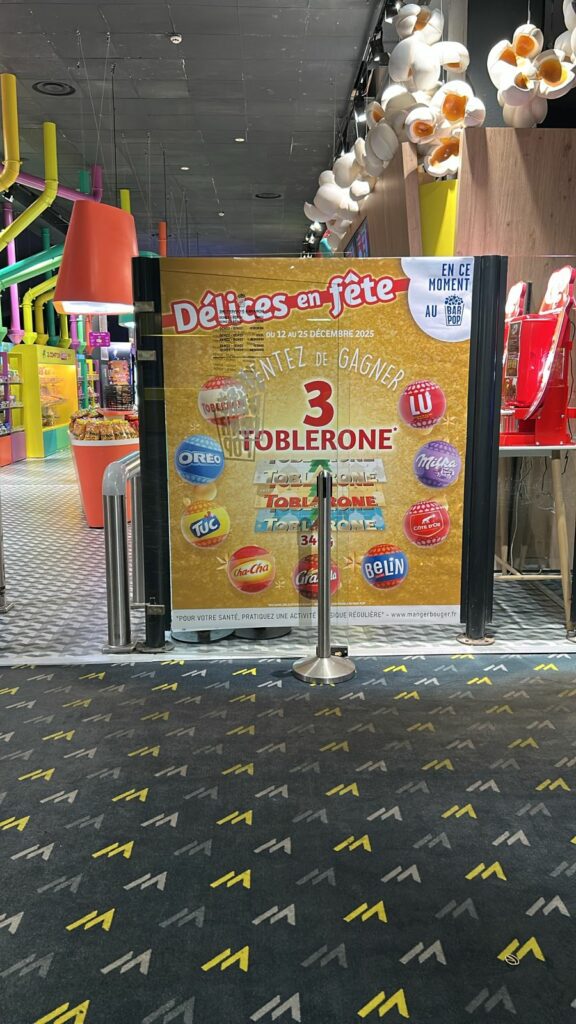 EN CE
MOMENT
AU BAR
POP
Délices en fête
DU 12 AU 25 DÉCEMBRE 2025
TENTEZ DE GAGNER
3
TOBLERONE*
TOBLERONE
TOBLERONE
TOBLERONE
TOBLERONE
LU
OREO
Milka
TUC
CÔTE D'OR
Cha-Cha
BELIN
"POUR VOTRE SANTÉ, PRATIQUEZ UNE ACTIVITÉ PHYSIQUE RÉGULIÈRE" – www.mangerbouger.fr